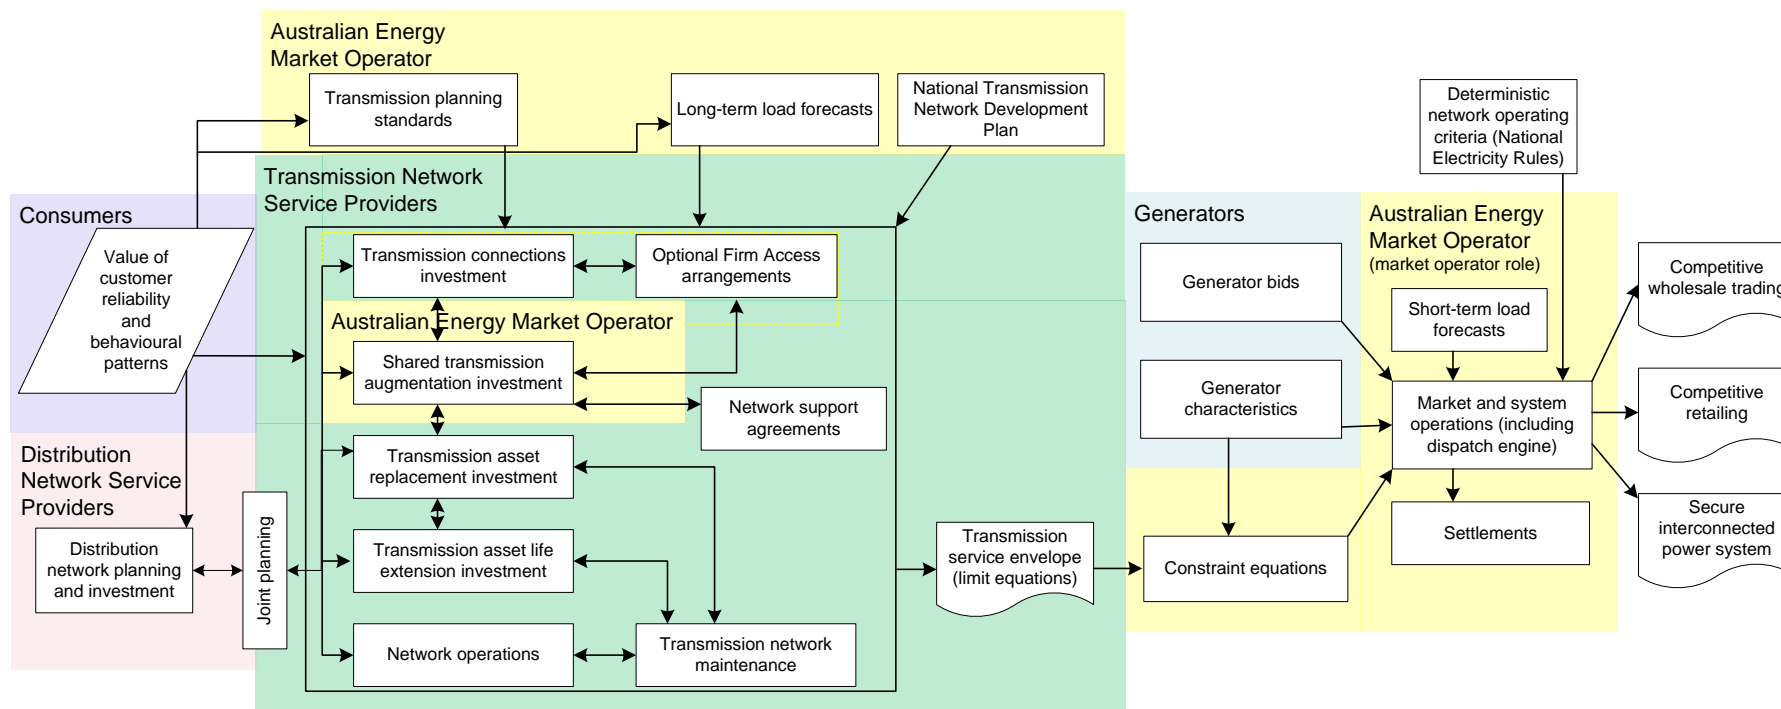 Australian Energy
Market Operator
Transmission planning
standards
Long-term load forecasts
National Transmission
Network Development
Plan
Deterministic
network operating
criteria (National
Electricity Rules)
Transmission Network
Service Providers
Consumers
Value of
customer
reliability
and
behavioural
patterns
Transmission connections
investment
Optional Firm Access
arrangements
Australian Energy Market Operator
Shared transmission
augmentation investment
Network support
agreements
Transmission asset
replacement investment
Transmission asset life
extension investment
Network operations
Transmission network
maintenance
Distribution
Network Service
Providers
Distribution
network planning
and investment
Joint planning
Transmission
service envelope
(limit equations)
Generators
Generator bids
Generator
characteristics
Constraint equations
Australian Energy
Market Operator
(market operator role)
Short-term load
forecasts
Market and system
operations (including
dispatch engine)
Settlements
Competitive
wholesale trading
Competitive
retailing
Secure
interconnected
power system